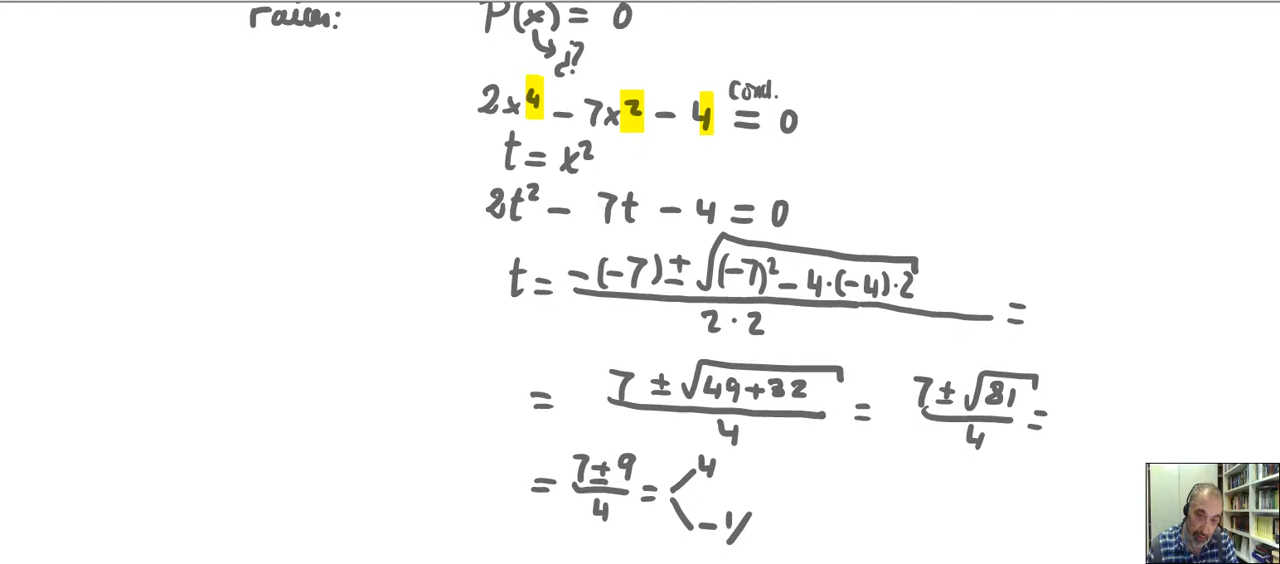 raíces: P(x) = 0
¿?
2x⁴ - 7x² - 4 = 0
Cond.
t = x²
2t² - 7t - 4 = 0
t = -(-7) ± √((-7)² - 4·(-4)·2) / 2·2 =
= 7 ± √(49+32) / 4 = 7 ± √81 / 4 =
= 7 ± 9 / 4 = < 4
-1/